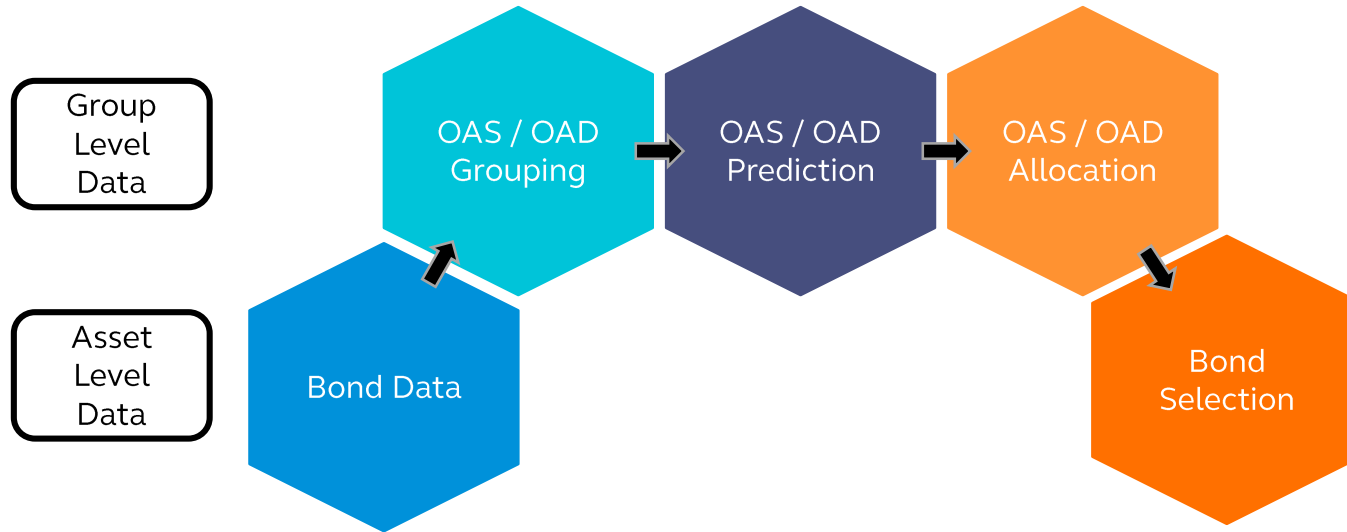 Group
Level
Data
OAS / OAD
Grouping
OAS / OAD
Prediction
OAS / OAD
Allocation
Asset
Level
Data
Bond Data
Bond
Selection